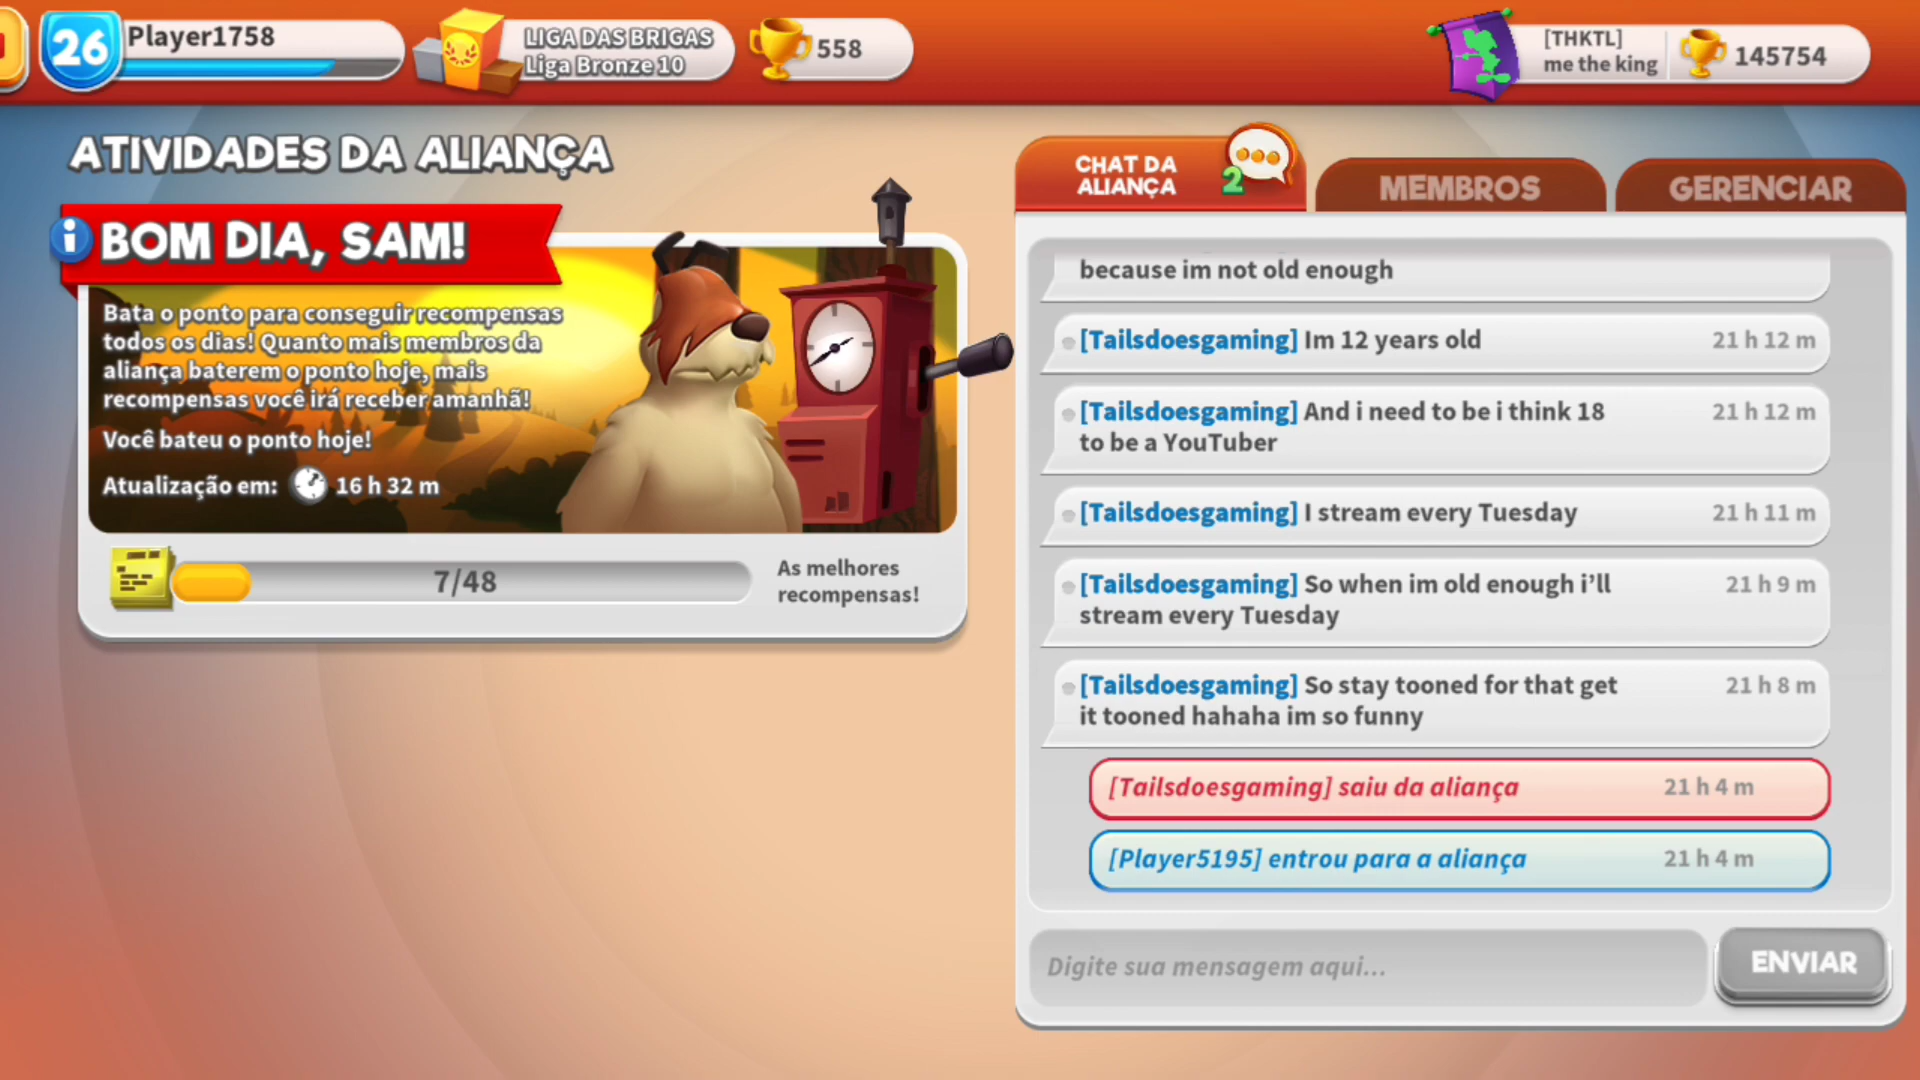 26
Player1758
LIGA DAS BRIGAS
Liga Bronze 10
558
[THKTL]
me the king
145754
ATIVIDADES DA ALIANÇA
i
BOM DIA, SAM!
Bata o ponto para conseguir recompensas
todos os dias! Quanto mais membros da
aliança baterem o ponto hoje, mais
recompensas você irá receber amanhã!
Você bateu o ponto hoje!
Atualização em: 16 h 32 m
7/48
As melhores
recompensas!
CHAT DA
ALIANÇA
2
MEMBROS
GERENCIAR
because im not old enough
[Tailsdoesgaming] Im 12 years old 21 h 12 m
[Tailsdoesgaming] And i need to be i think 18 21 h 12 m
to be a YouTuber
[Tailsdoesgaming] I stream every Tuesday 21 h 11 m
[Tailsdoesgaming] So when im old enough i'll 21 h 9 m
stream every Tuesday
[Tailsdoesgaming] So stay tooned for that get 21 h 8 m
it tooned hahaha im so funny
[Tailsdoesgaming] saiu da aliança 21 h 4 m
[Player5195] entrou para a aliança 21 h 4 m
Digite sua mensagem aqui...
ENVIAR